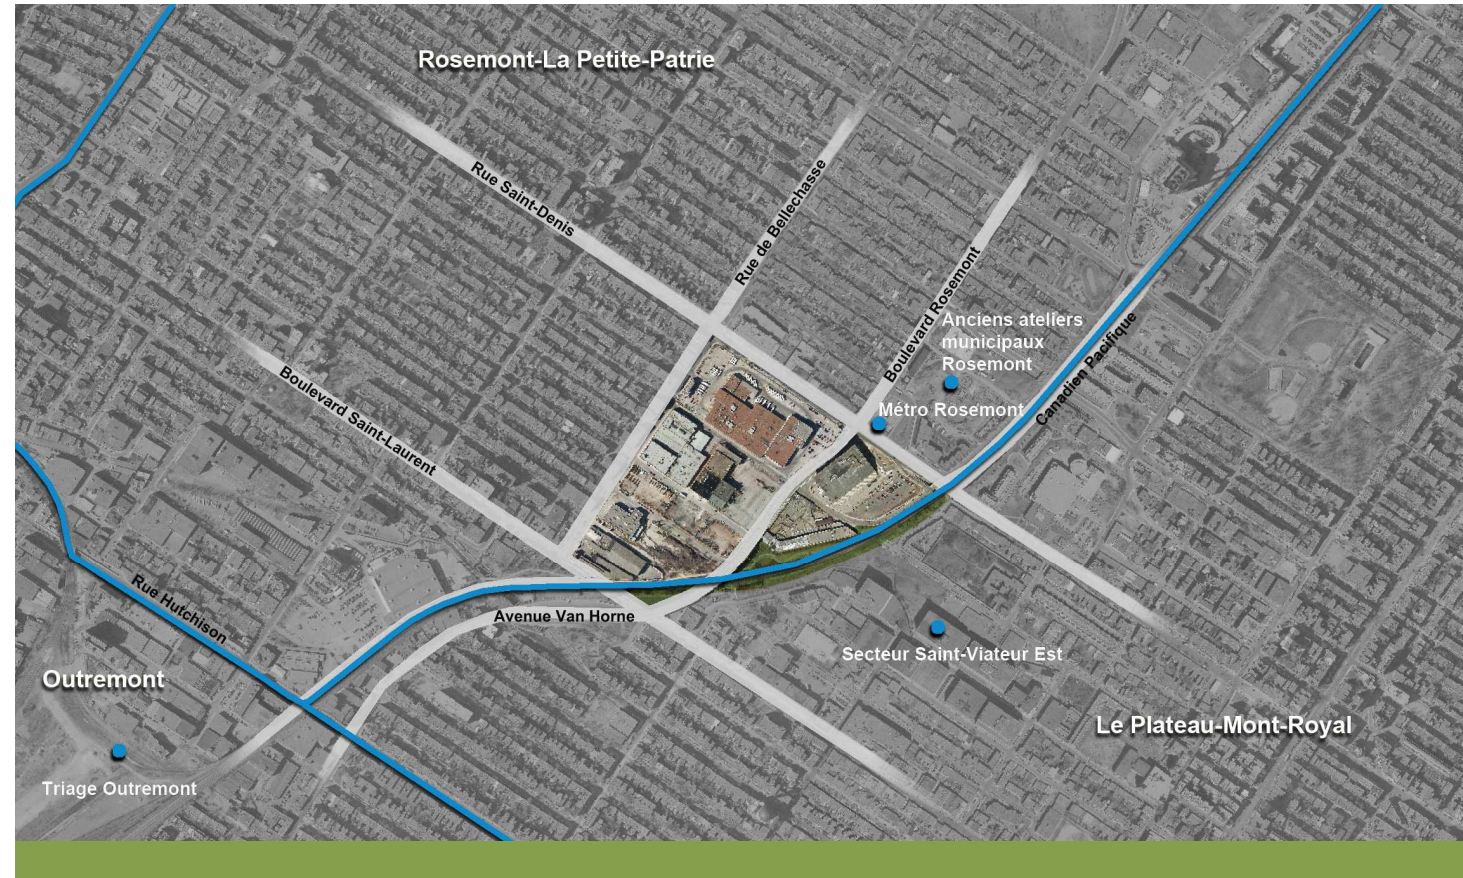 Rosemont-La Petite-Patrie
Rue Saint-Denis
Rue de Bellechasse
Boulevard Rosemont
Anciens ateliers
municipaux
Rosemont
Canadien Pacifique
Métro Rosemont
Boulevard Saint-Laurent
Rue Hutchison
Avenue Van Horne
Secteur Saint-Viateur Est
Outremont
Le Plateau-Mont-Royal
Triage Outremont